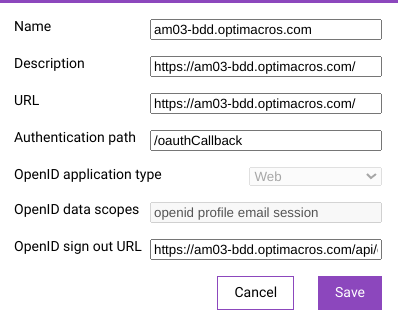 Name am03-bdd.optimacros.com
Description https://am03-bdd.optimacros.com/
URL https://am03-bdd.optimacros.com/
Authentication path /oauthCallback
OpenID application type Web
OpenID data scopes openid profile email session
OpenID sign out URL https://am03-bdd.optimacros.com/api/
Cancel Save